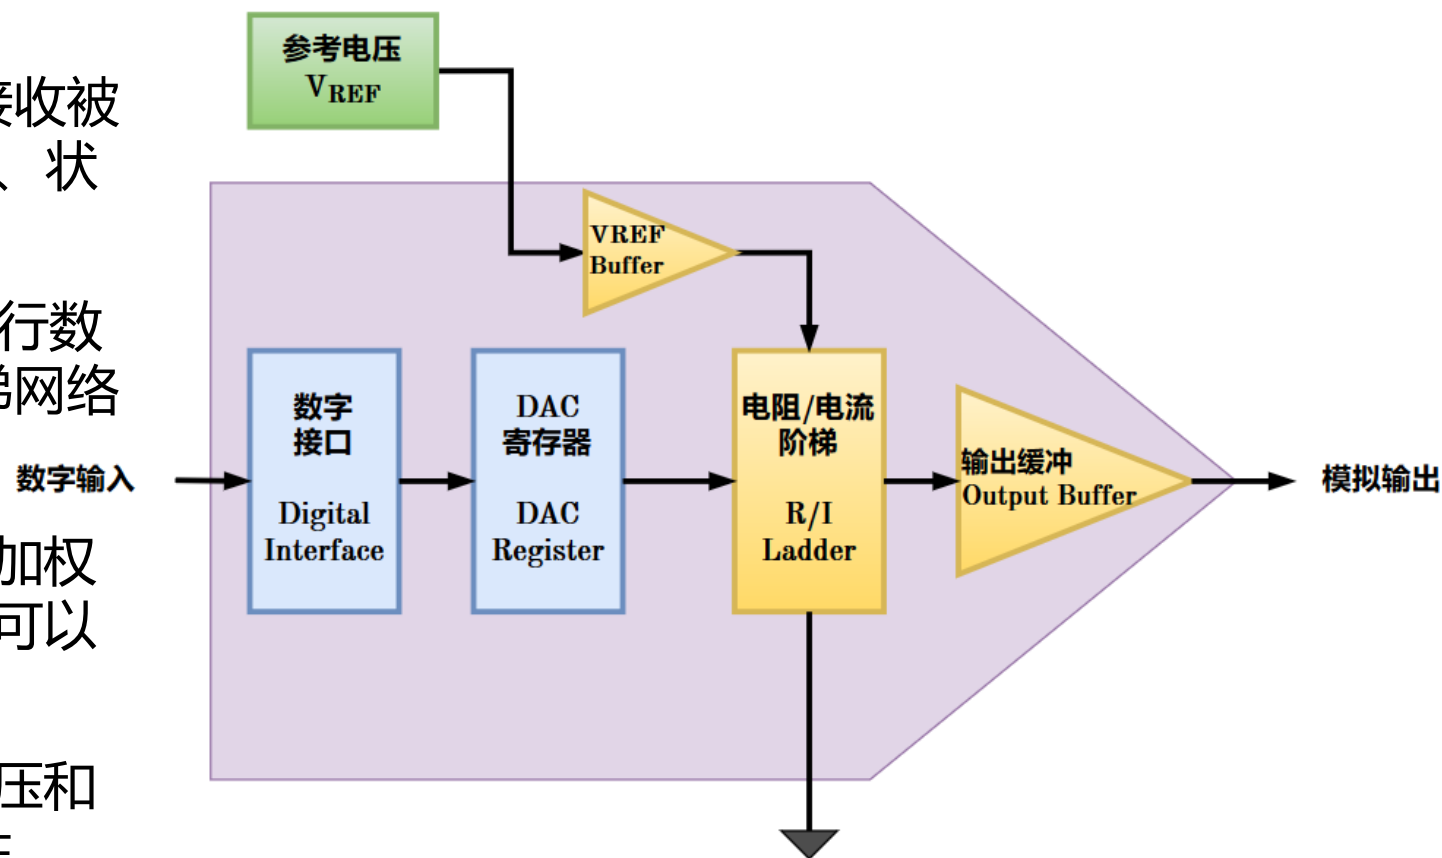 接收被
、状
行数
梯网络
加权
可以
压和
参考电压
VREF
VREF
Buffer
数字输入
数字
接口
Digital
Interface
DAC
寄存器
DAC
Register
电阻/电流
阶梯
R/I
Ladder
输出缓冲
Output Buffer
模拟输出